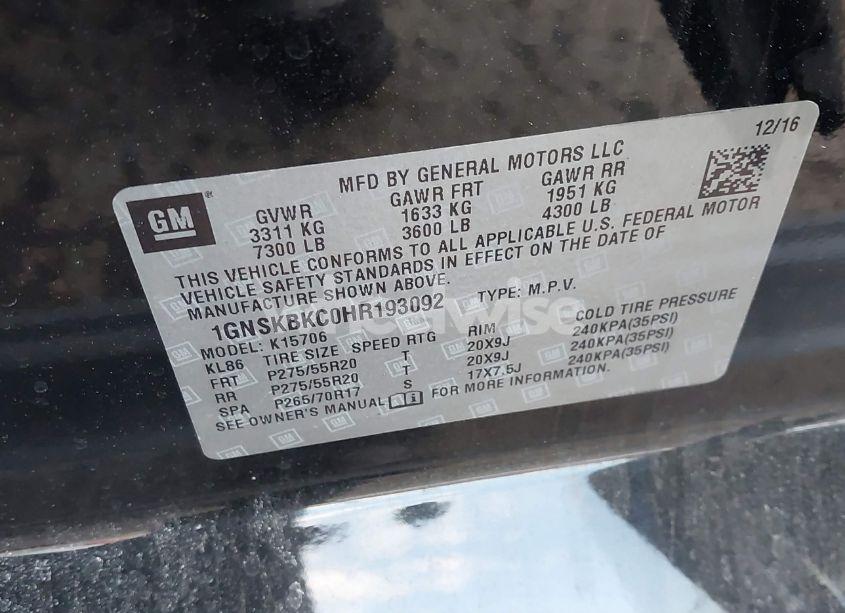 12/16
MFD BY GENERAL MOTORS LLC
GM
GVWR GAWR FRT GAWR RR
3311 KG 1633 KG 1951 KG
7300 LB 3600 LB 4300 LB
THIS VEHICLE CONFORMS TO ALL APPLICABLE U.S. FEDERAL MOTOR
VEHICLE SAFETY STANDARDS IN EFFECT ON THE DATE OF
MANUFACTURE SHOWN ABOVE.
1GNSKBKC0HR193092 TYPE: M.P.V.
MODEL: K15706
KL86 TIRE SIZE SPEED RTG RIM COLD TIRE PRESSURE
FRT P275/55R20 T 20X9J 240KPA(35PSI)
RR P275/55R20 T 20X9J 240KPA(35PSI)
SPA P265/70R17 S 17X7.5J 240KPA(35PSI)
SEE OWNER'S MANUAL FOR MORE INFORMATION.